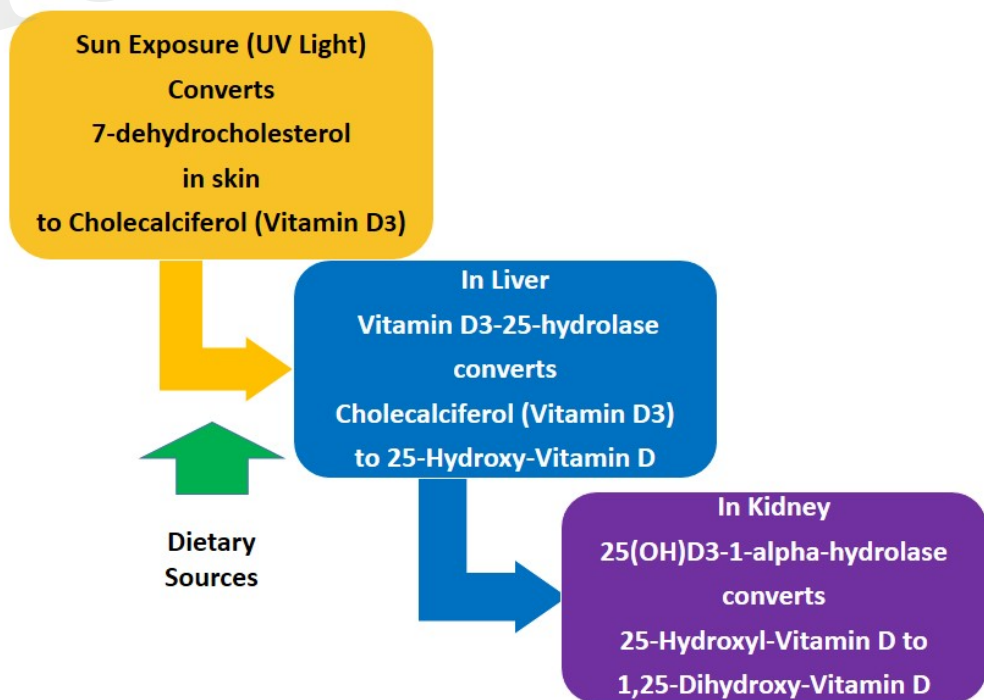 Sun Exposure (UV Light)
Converts
7-dehydrocholesterol
in skin
to Cholecalciferol (Vitamin D3)
In Liver
Vitamin D3-25-hydrolase
converts
Cholecalciferol (Vitamin D3)
to 25-Hydroxy-Vitamin D
Dietary
Sources
In Kidney
25(OH)D3-1-alpha-hydrolase
converts
25-Hydroxyl-Vitamin D to
1,25-Dihydroxy-Vitamin D